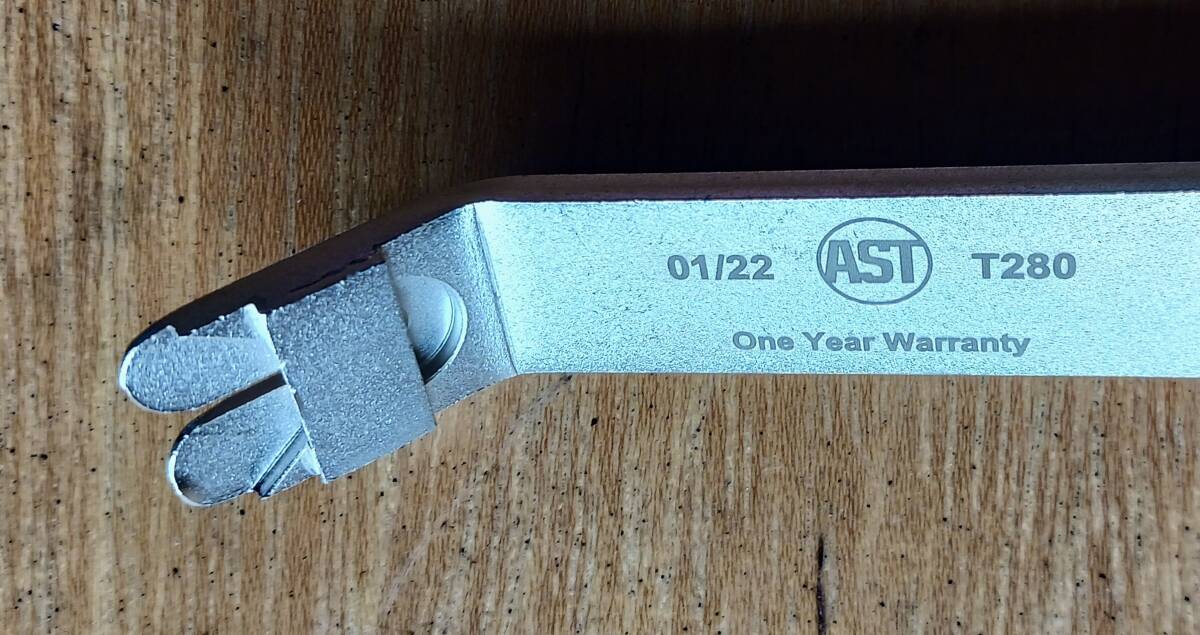 01/22 AST T280
One Year Warranty